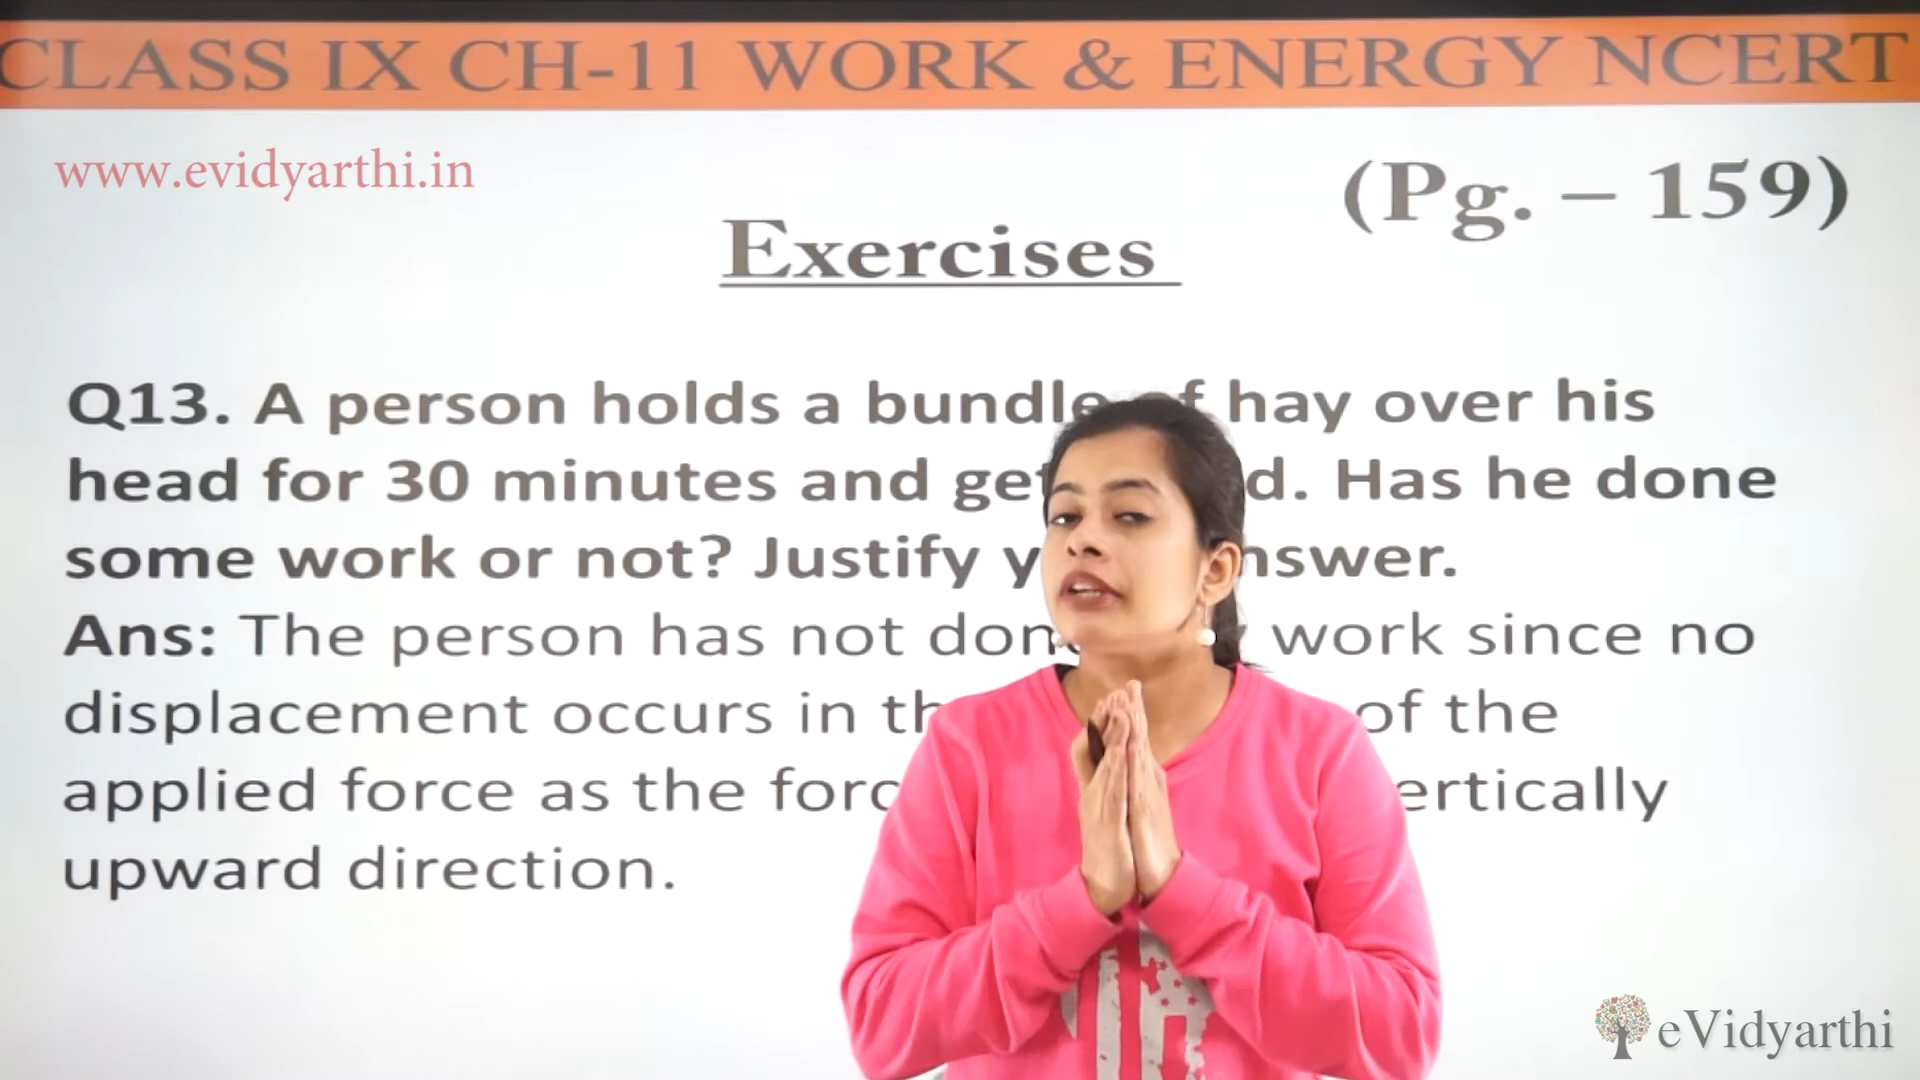 CLASS IX CH-11 WORK & ENERGY NCERT
www.evidyarthi.in
(Pg. – 159)
Exercises
Q13. A person holds a bundle of hay over his
head for 30 minutes and get d. Has he done
some work or not? Justify y nswer.
Ans: The person has not don work since no
displacement occurs in th of the
applied force as the forc ertically
upward direction.
eVidyarthi